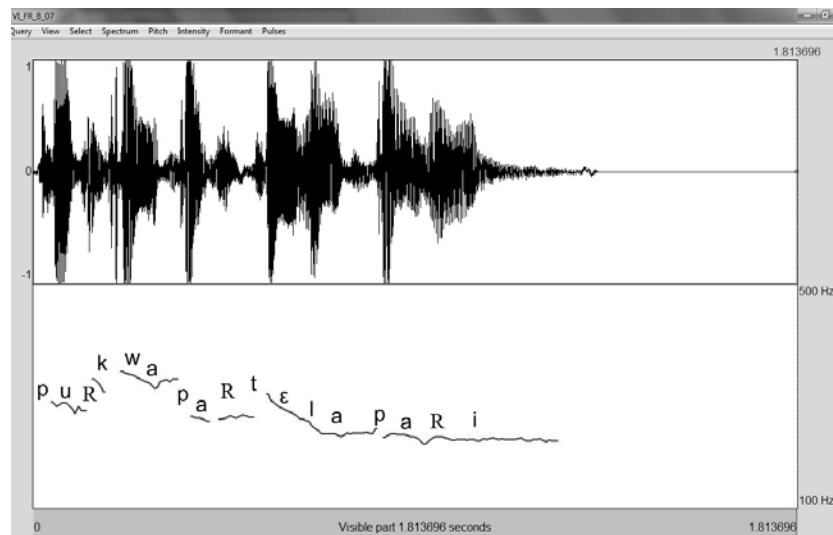 VI_FR_B_07
Query View Select Spectrum Pitch Intensity Formant Pulses
1.813696
1
0
-1
500 Hz
p u R k w a p a R t ɛ l a p a R i
100 Hz
0 Visible part 1.813696 seconds 1.813696